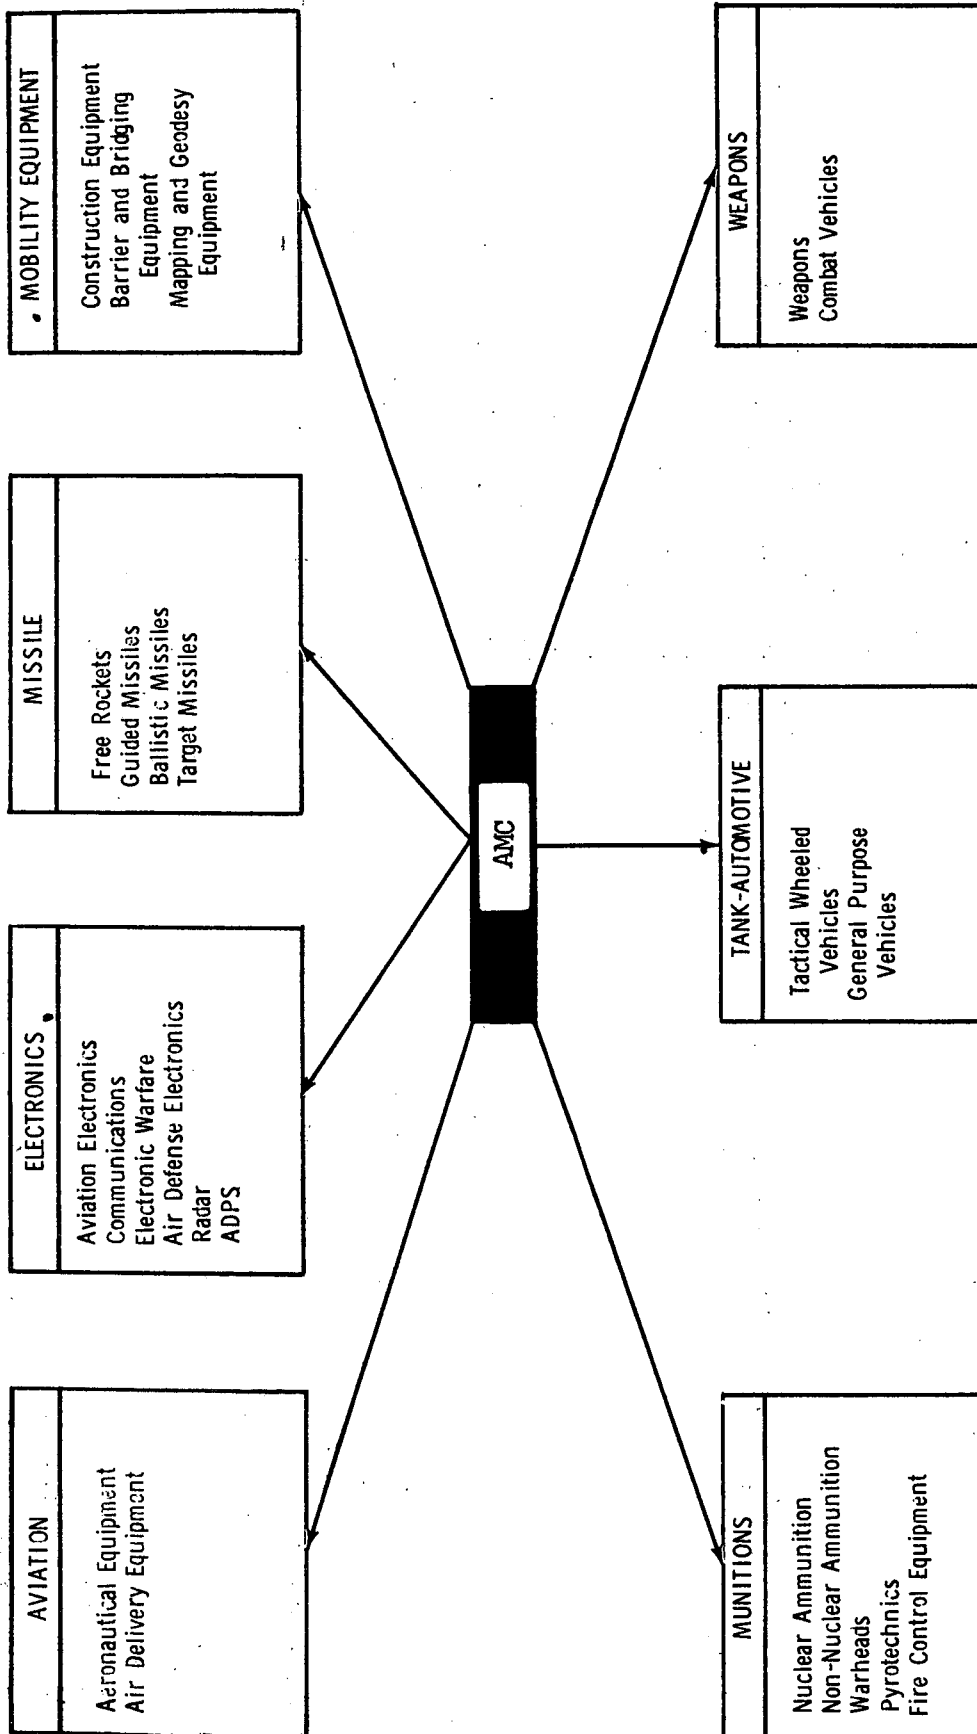 AVIATION
Aeronautical Equipment
Air Delivery Equipment
ELECTRONICS
Aviation Electronics
Communications
Electronic Warfare
Air Defense Electronics
Radar
ADPS
MISSILE
Free Rockets
Guided Missiles
Ballistic Missiles
Target Missiles
MOBILITY EQUIPMENT
Construction Equipment
Barrier and Bridging
Equipment
Mapping and Geodesy
Equipment
AMC
MUNITIONS
Nuclear Ammunition
Non-Nuclear Ammunition
Warheads
Pyrotechnics
Fire Control Equipment
TANK-AUTOMOTIVE
Tactical Wheeled
Vehicles
General Purpose
Vehicles
WEAPONS
Weapons
Combat Vehicles